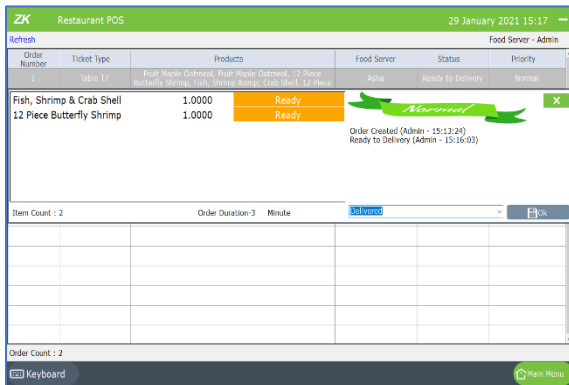 ZK Restaurant POS 29 January 2021 15:17
Refresh Food Server - Admin
Order Number Ticket Type Products Food Server Status Priority
1 Table T7 Fruit Maple Oatmeal, Fruit Maple Oatmeal, 12 Piece Asha Ready to Delivery Normal
Butterfly Shrimp, Fish, Shrimp &amp; Crab Shell, 12 Piece
Fish, Shrimp & Crab Shell 1.0000 Ready
12 Piece Butterfly Shrimp 1.0000 Ready
Normal
X
Order Created (Admin - 15:13:24)
Ready to Delivery (Admin - 15:16:03)
Item Count : 2 Order Duration-3 Minute Delivered Ok
Order Count : 2
Keyboard Main Menu